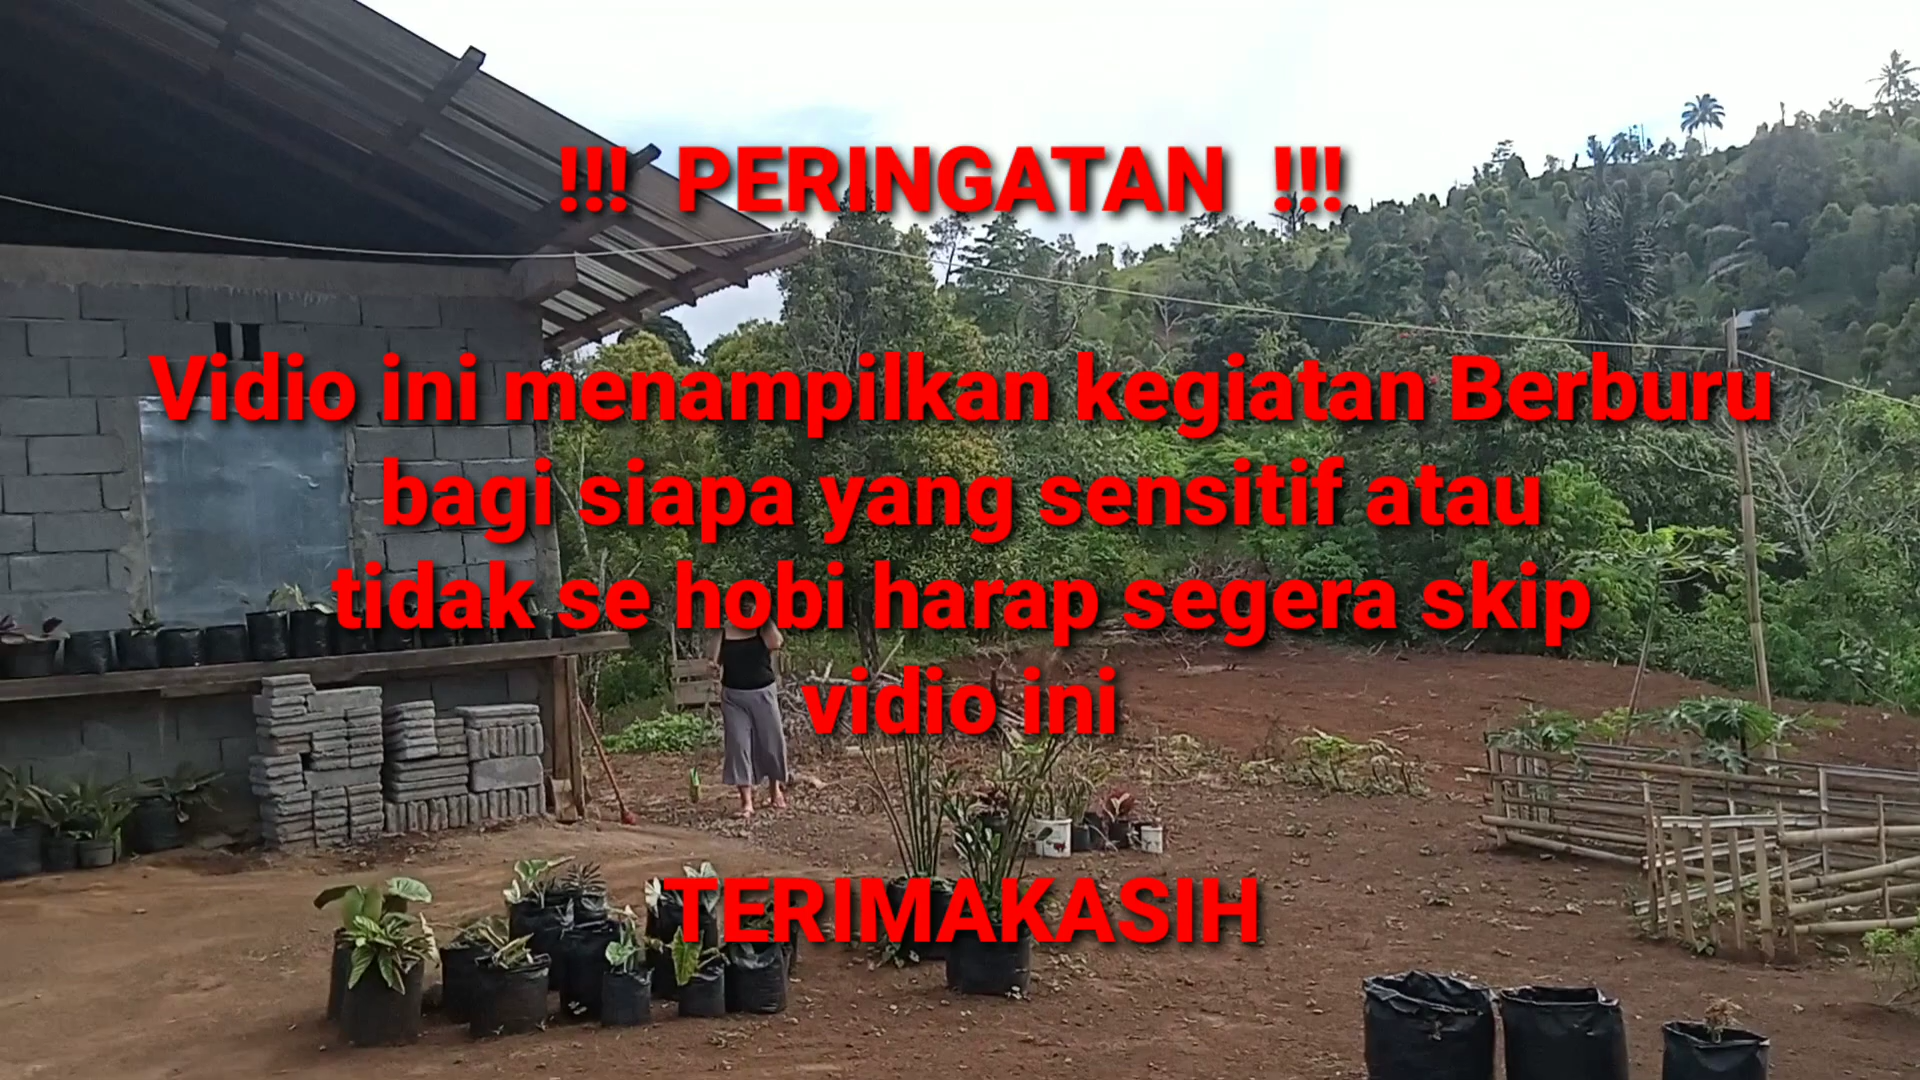 !!! PERINGATAN !!!
Vidio ini menampilkan kegiatan Berburu
bagi siapa yang sensitif atau
tidak se hobi harap segera skip
vidio ini
TERIMAKASIH